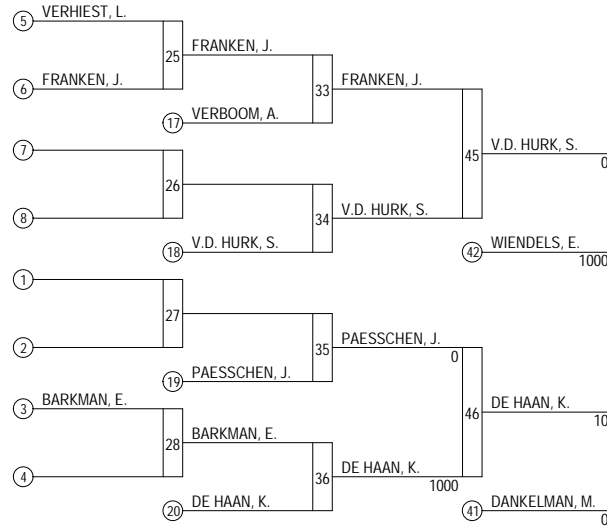 5 VERHIEST, L.
25 FRANKEN, J.
6 FRANKEN, J.
33 FRANKEN, J.
17 VERBOOM, A.
7
45 V.D. HURK, S.
0
26
8
34 V.D. HURK, S.
18 V.D. HURK, S.
42 WIENDELS, E.
1000
1
27
2
35 PAESSCHEN, J.
0
19 PAESSCHEN, J.
3 BARKMAN, E.
46 DE HAAN, K.
10
28 BARKMAN, E.
4
36 DE HAAN, K.
1000
20 DE HAAN, K.
41 DANKELMAN, M.
0